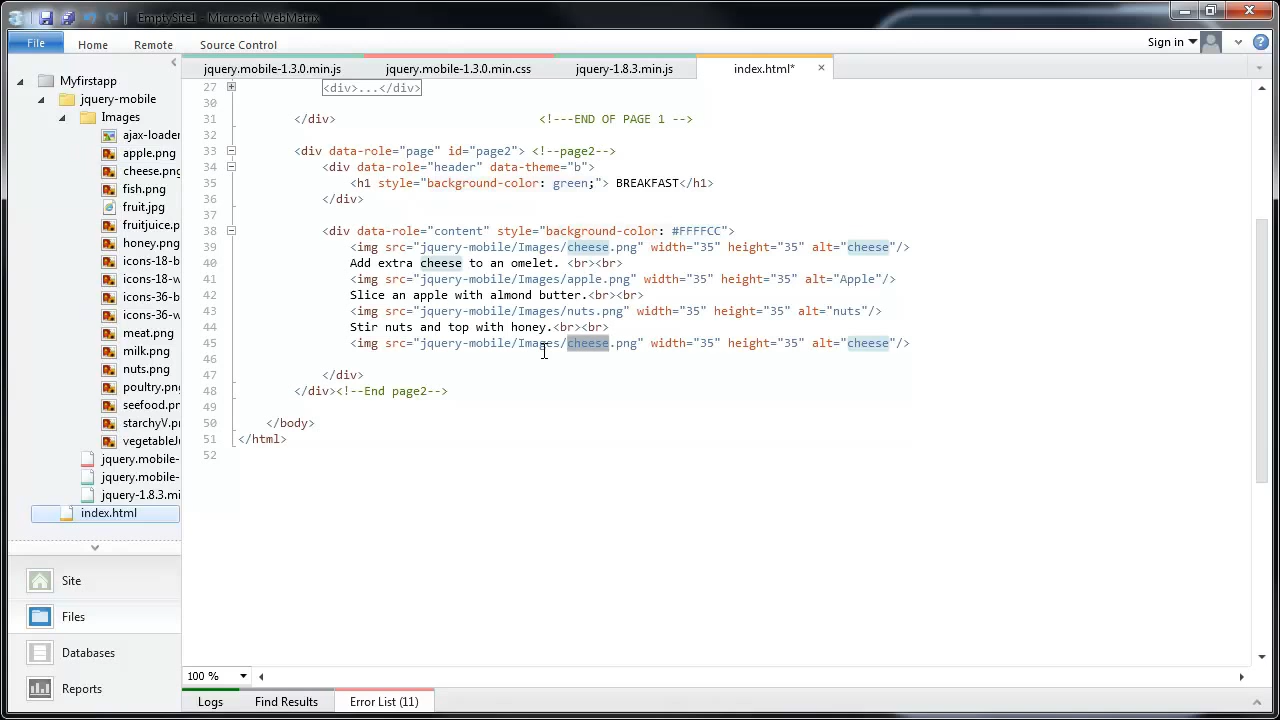 EmptySite1 - Microsoft WebMatrix
File Home Remote Source Control
Sign in
Myfirstapp
jquery-mobile
Images
ajax-loader
apple.png
cheese.png
fish.png
fruit.jpg
fruitjuice.p
honey.png
icons-18-b
icons-18-w
icons-36-b
icons-36-w
meat.png
milk.png
nuts.png
poultry.png
seefood.pn
starchyV.pn
vegetableJu
jquery.mobile-
jquery.mobile-
jquery-1.8.3.mi
index.html
Site
Files
Databases
Reports
jquery.mobile-1.3.0.min.js jquery.mobile-1.3.0.min.css jquery-1.8.3.min.js index.html*
27 <div>...</div>
30
31 </div> <!---END OF PAGE 1 -->
32
33 <div data-role="page" id="page2"> <!--page2-->
34 <div data-role="header" data-theme="b">
35 <h1 style="background-color: green;"> BREAKFAST</h1>
36 </div>
37
38 <div data-role="content" style="background-color: #FFFFCC">
39 <img src="jquery-mobile/Images/cheese.png" width="35" height="35" alt="cheese"/>
40 Add extra cheese to an omelet. <br><br>
41 <img src="jquery-mobile/Images/apple.png" width="35" height="35" alt="Apple"/>
42 Slice an apple with almond butter.<br><br>
43 <img src="jquery-mobile/Images/nuts.png" width="35" height="35" alt="nuts"/>
44 Stir nuts and top with honey.<br><br>
45 <img src="jquery-mobile/Images/cheese.png" width="35" height="35" alt="cheese"/>
46
47 </div>
48 </div><!--End page2-->
49
50 </body>
51 </html>
52
100 %
Logs Find Results Error List (11)